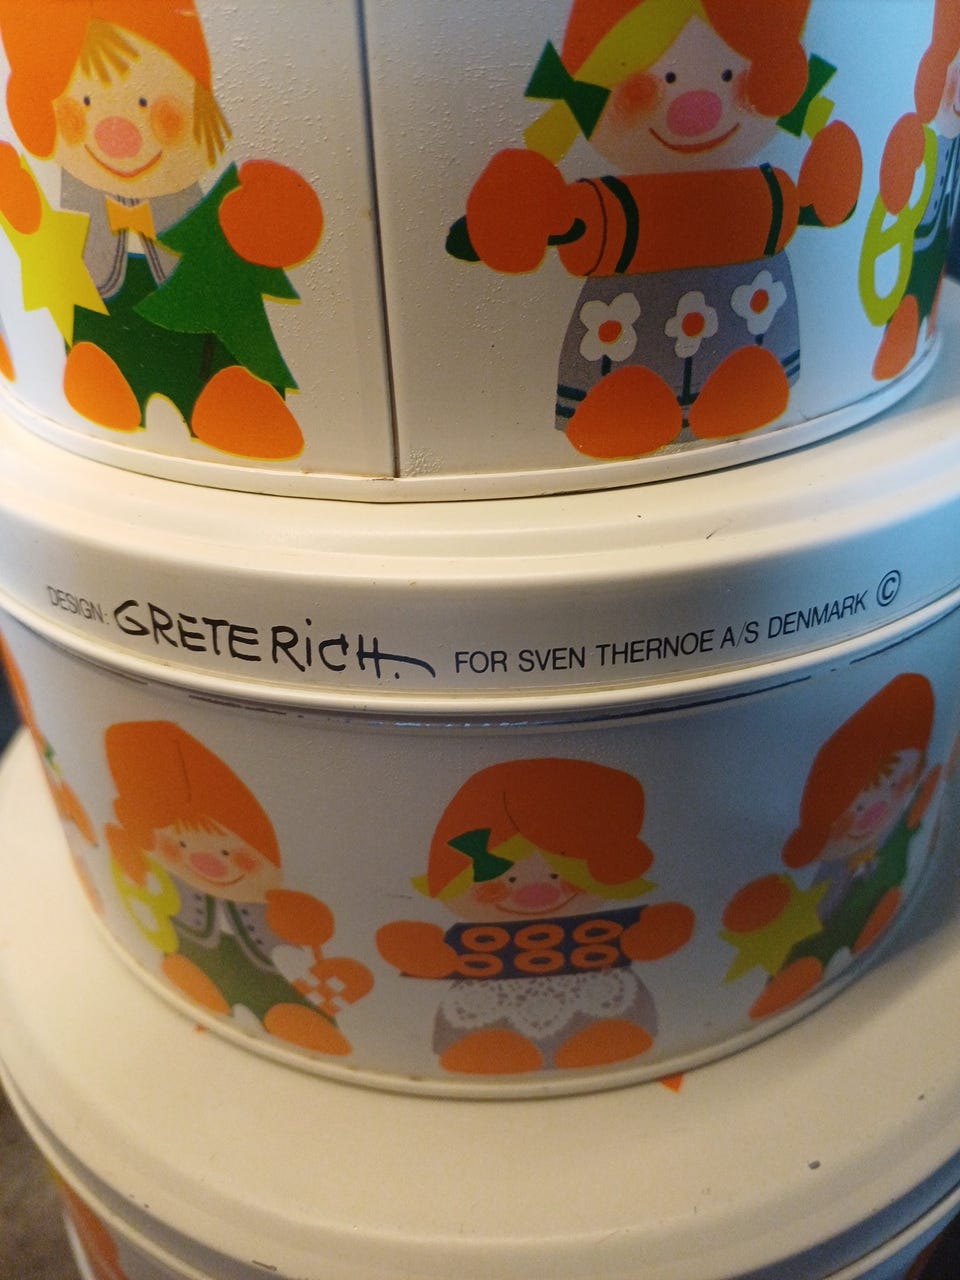 DESIGN: GRETE RiCH. FOR SVEN THERNOE A/S DENMARK ©